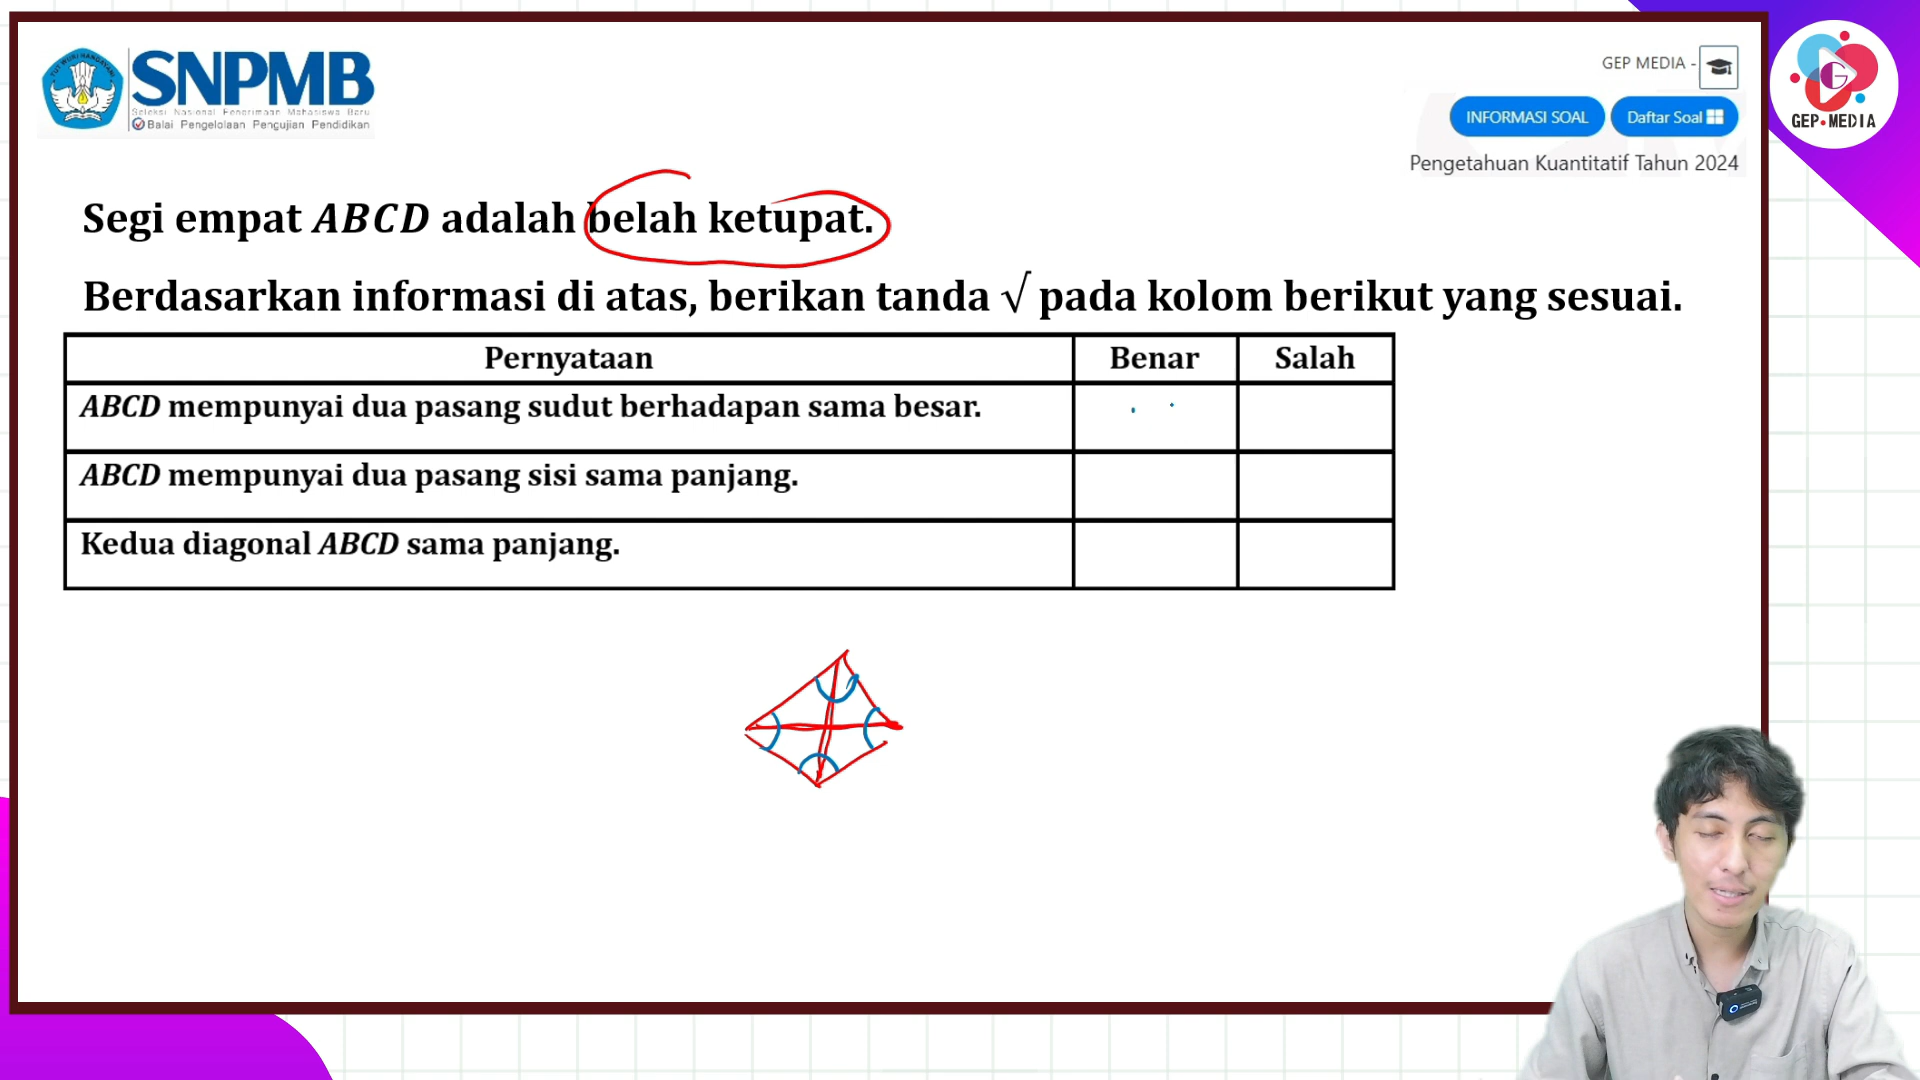 SNPMB
Seleksi Nasional Penerimaan Mahasiswa Baru
Balai Pengelolaan Pengujian Pendidikan
TUT WURI HANDAYANI
GEP MEDIA -
INFORMASI SOAL
Daftar Soal
Pengetahuan Kuantitatif Tahun 2024
G
GEP•MEDIA
Segi empat ABCD adalah belah ketupat.
Berdasarkan informasi di atas, berikan tanda √ pada kolom berikut yang sesuai.
Pernyataan Benar Salah
ABCD mempunyai dua pasang sudut berhadapan sama besar.
ABCD mempunyai dua pasang sisi sama panjang.
Kedua diagonal ABCD sama panjang.